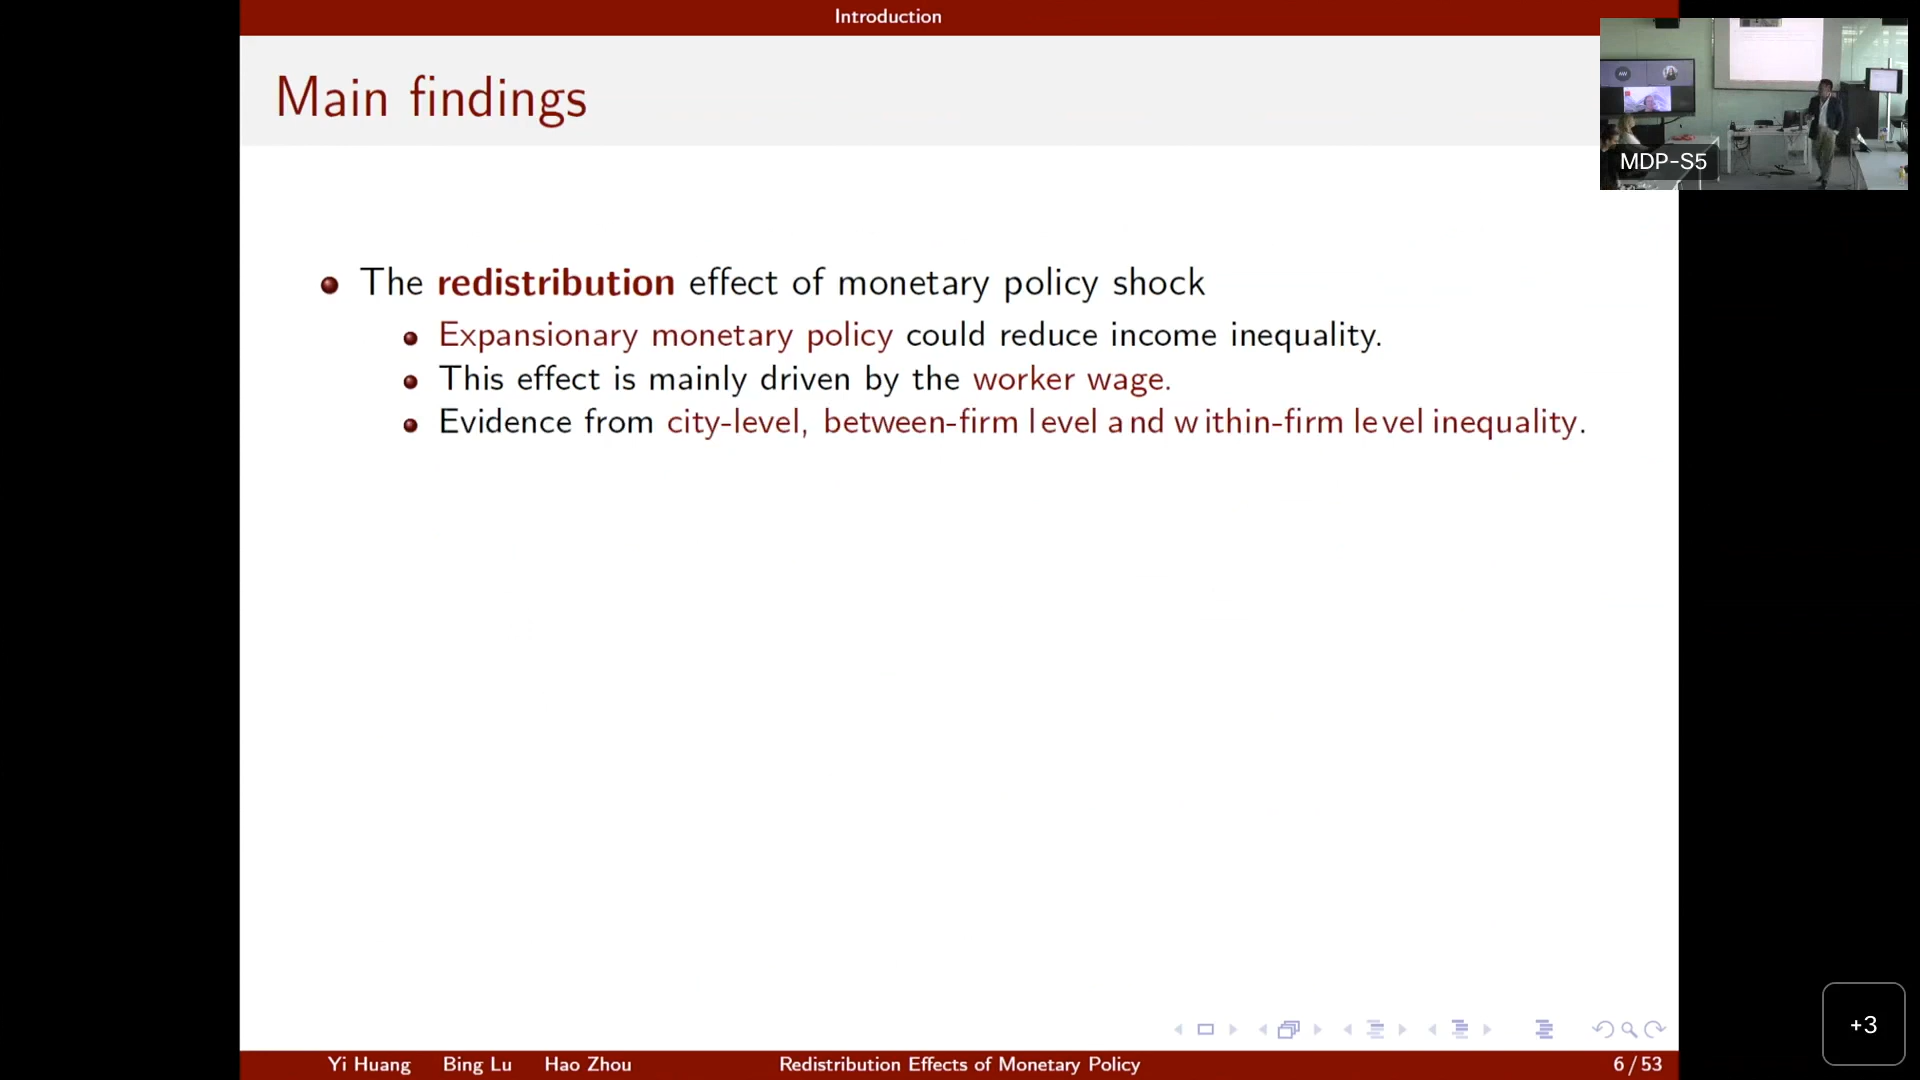 Introduction
Main findings
MDP-S5
AW
The redistribution effect of monetary policy shock
Expansionary monetary policy could reduce income inequality.
This effect is mainly driven by the worker wage.
Evidence from city-level, between-firm level and within-firm level inequality.
+3
Yi Huang Bing Lu Hao Zhou Redistribution Effects of Monetary Policy 6 / 53